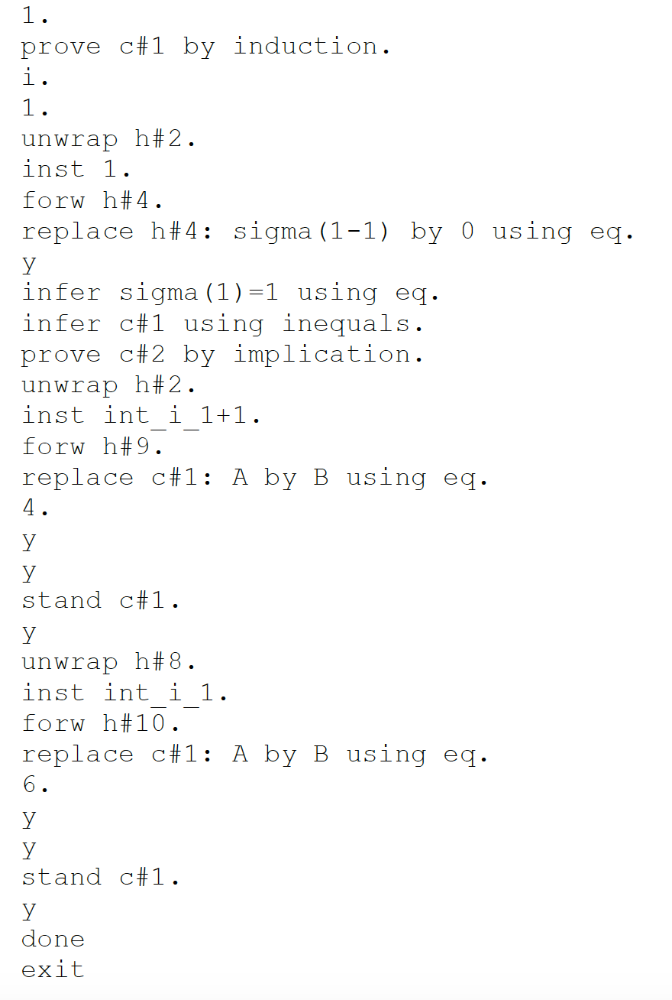 1.
prove c#1 by induction.
i.
1.
unwrap h#2.
inst 1.
forw h#4.
replace h#4: sigma(1-1) by 0 using eq.
y
infer sigma(1)=1 using eq.
infer c#1 using inequals.
prove c#2 by implication.
unwrap h#2.
inst int_i_1+1.
forw h#9.
replace c#1: A by B using eq.
4.
y
y
stand c#1.
y
unwrap h#8.
inst int_i_1.
forw h#10.
replace c#1: A by B using eq.
6.
y
y
stand c#1.
y
done
exit